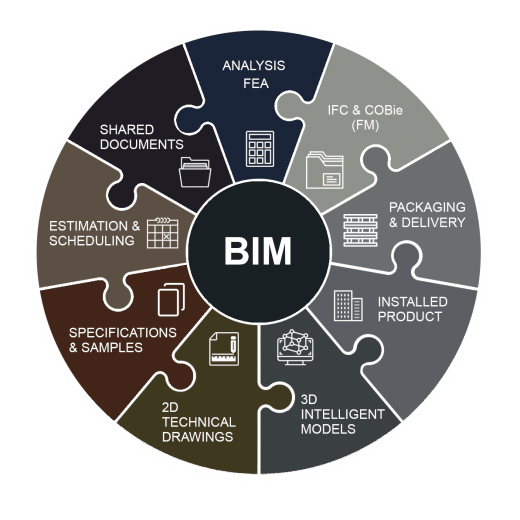 ANALYSIS
FEA
IFC & COBie
(FM)
PACKAGING
& DELIVERY
INSTALLED
PRODUCT
3D
INTELLIGENT
MODELS
2D
TECHNICAL
DRAWINGS
SPECIFICATIONS
& SAMPLES
ESTIMATION &
SCHEDULING
SHARED
DOCUMENTS
BIM